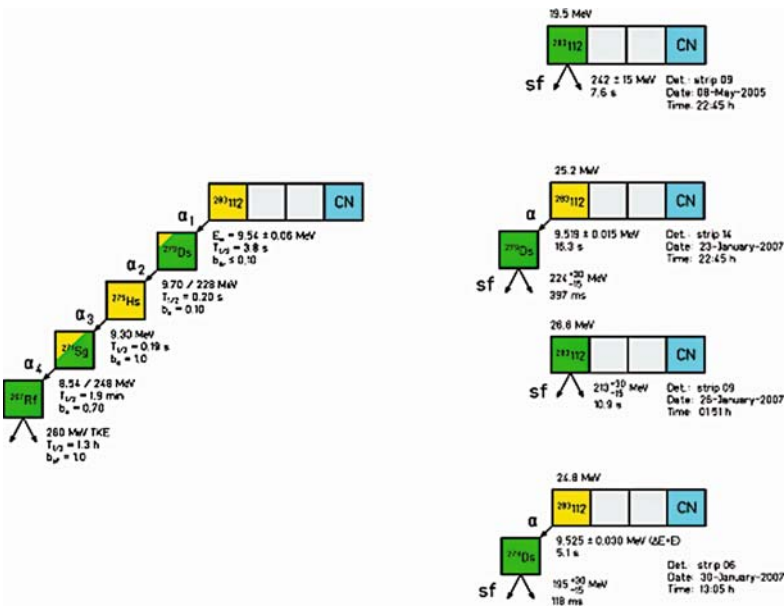 19.5 MeV
²⁸³112 CN
sf
242 ± 15 MeV
7.6 s
Det.: strip 09
Date: 08-May-2005
Time: 22:45 h
²⁸³112 CN
α₁
E = 9.54 ± 0.06 MeV
T₁/₂ = 3.8 s
≤ 0.10
²⁷⁹Ds
α₂
9.70 / 228 MeV
T₁/₂ = 0.20 s
= 0.10
²⁷⁵Hs
α₃
9.30 MeV
T₁/₂ = 0.19 s
= 1.0
²⁷¹Sg
α₄
8.54 / 248 MeV
T₁/₂ = 1.9 min
= 0.70
²⁶⁷Rf
260 MeV TKE
T₁/₂ = 1.3 h
= 1.0
25.2 MeV
²⁸³112 CN
α
9.519 ± 0.015 MeV
15.3 s
Det.: strip 14
Date: 23-January-2007
Time: 22:45 h
²⁷⁹Ds
sf
224 +30 -15 MeV
397 ms
26.6 MeV
²⁸³112 CN
sf
213 +30 -15 MeV
10.9 s
Det.: strip 09
Date: 26-January-2007
Time: 01:51 h
24.8 MeV
²⁸³112 CN
α
9.525 ± 0.030 MeV (ΔE+E)
5.1 s
²⁷⁹Ds
sf
195 +30 -15 MeV
118 ms
Det.: strip 06
Date: 30-January-2007
Time: 13:05 h